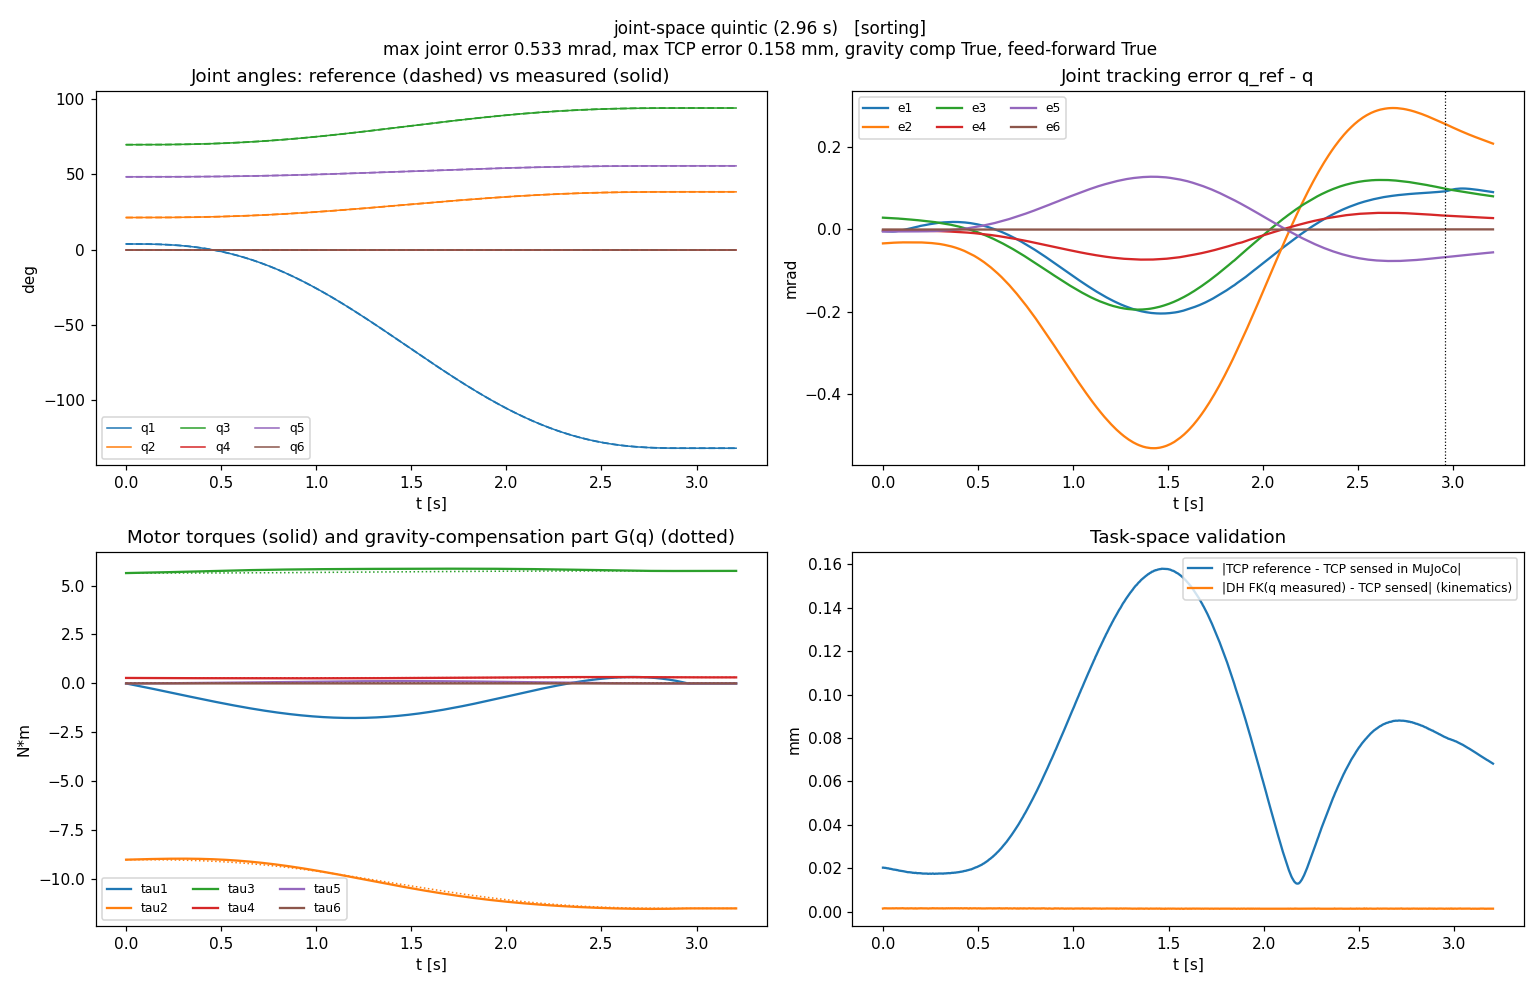 joint-space quintic (2.96 s)   [sorting]
max joint error 0.533 mrad, max TCP error 0.158 mm, gravity comp True, feed-forward True
Joint angles: reference (dashed) vs measured (solid)
100
50
0
−50
−100
deg
q1 q3 q5
q2 q4 q6
0.0 0.5 1.0 1.5 2.0 2.5 3.0
t [s]
Joint tracking error q_ref - q
e1 e3 e5
e2 e4 e6
0.2
0.0
−0.2
−0.4
mrad
0.0 0.5 1.0 1.5 2.0 2.5 3.0
t [s]
Motor torques (solid) and gravity-compensation part G(q) (dotted)
5.0
2.5
0.0
−2.5
−5.0
−7.5
−10.0
N*m
tau1 tau3 tau5
tau2 tau4 tau6
0.0 0.5 1.0 1.5 2.0 2.5 3.0
t [s]
Task-space validation
|TCP reference - TCP sensed in MuJoCo|
|DH FK(q measured) - TCP sensed| (kinematics)
0.16
0.14
0.12
0.10
0.08
0.06
0.04
0.02
0.00
mm
0.0 0.5 1.0 1.5 2.0 2.5 3.0
t [s]